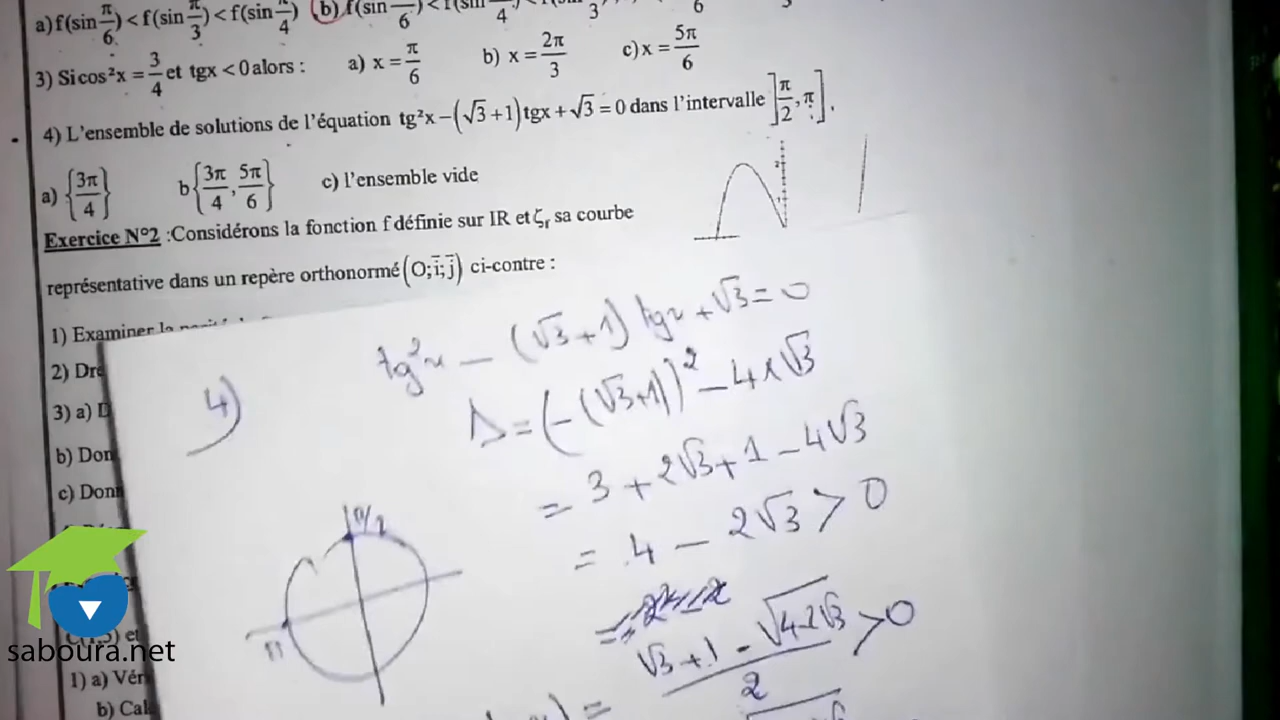 a) f(sin π/6) < f(sin π/3) < f(sin π/4) b) f(sin π/6) < f(sin π/4)
3) Si cos²x = 3/4 et tgx < 0 alors : a) x = π/6 b) x = 2π/3 c) x = 5π/6
4) L'ensemble de solutions de l'équation tg²x – (√3 + 1) tgx + √3 = 0 dans l'intervalle ]π/2, π].
a) {3π/4} b {3π/4, 5π/6} c) l'ensemble vide
Exercice N°2 :Considérons la fonction f définie sur IR et ζf sa courbe
représentative dans un repère orthonormé (O; i; j) ci-contre :
1) Examiner la
2) Dre
3) a) D
b) Don
c) Donn
1) a) Vér
b) Cal
4)
tg²x – (√3+1) tgx + √3 = 0
Δ = (-(√3+1))² – 4×√3
= 3 + 2√3 + 1 – 4√3
= 4 – 2√3 > 0
√3+1 - √4-2√3 / 2 > 0
π/2
π
saboura.net